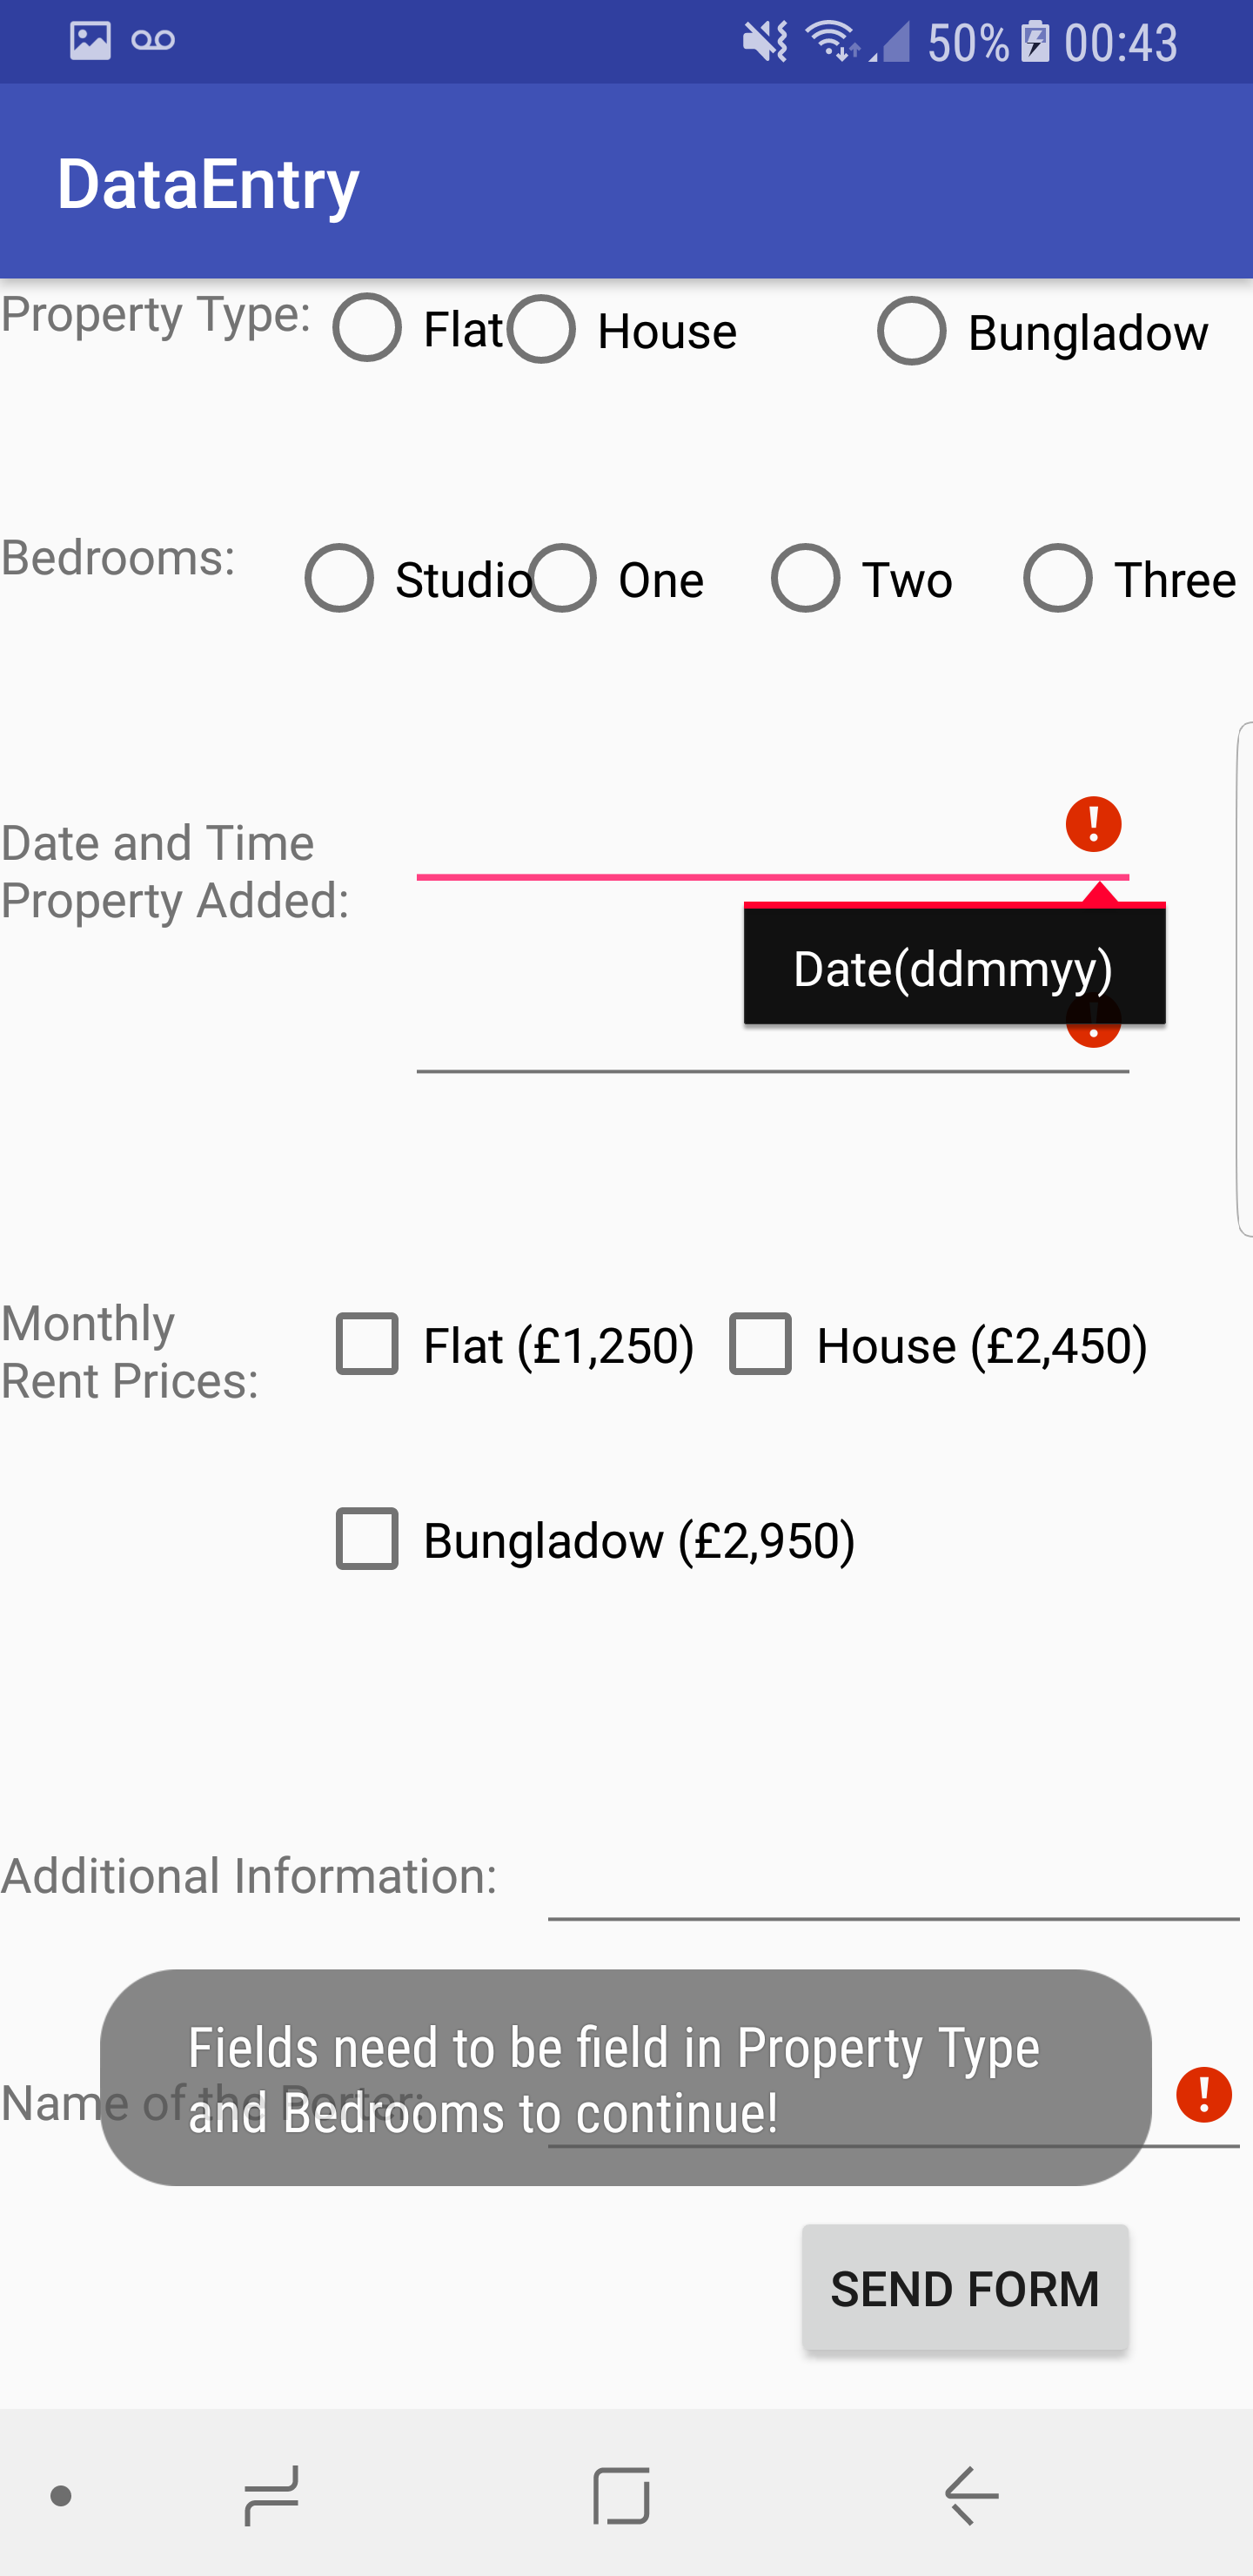 50% 00:43
DataEntry
Property Type: Flat House Bungladow
Bedrooms: Studio One Two Three
Date and Time
Property Added:
Date(ddmmyy)
Monthly
Rent Prices:
Flat (£1,250) House (£2,450)
Bungladow (£2,950)
Additional Information:
Fields need to be field in Property Type
and Bedrooms to continue!
Name of the Porter:
SEND FORM